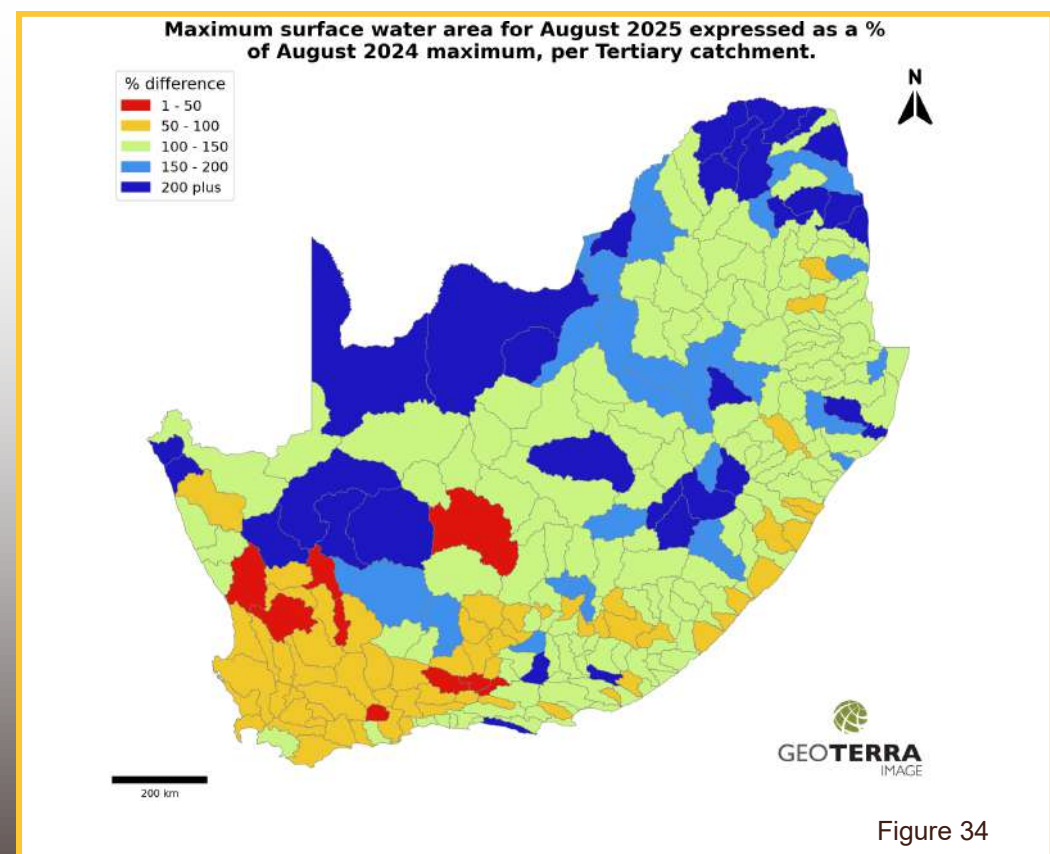 Maximum surface water area for August 2025 expressed as a %
of August 2024 maximum, per Tertiary catchment.
% difference
1 - 50
50 - 100
100 - 150
150 - 200
200 plus
N
GEOTERRA
IMAGE
200 km
Figure 34